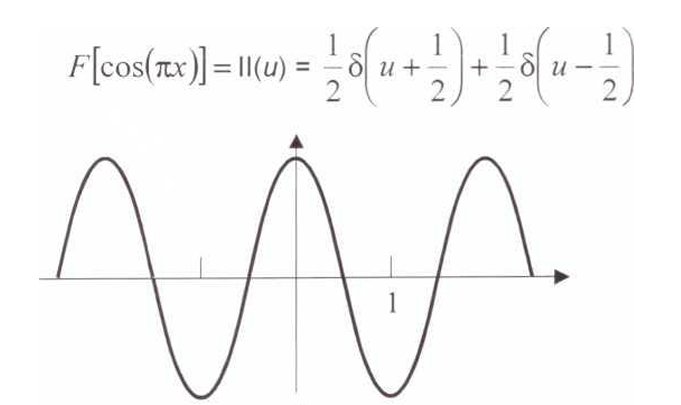 F[cos(πx)] = II(u) = 1/2 δ(u + 1/2) + 1/2 δ(u − 1/2)
1